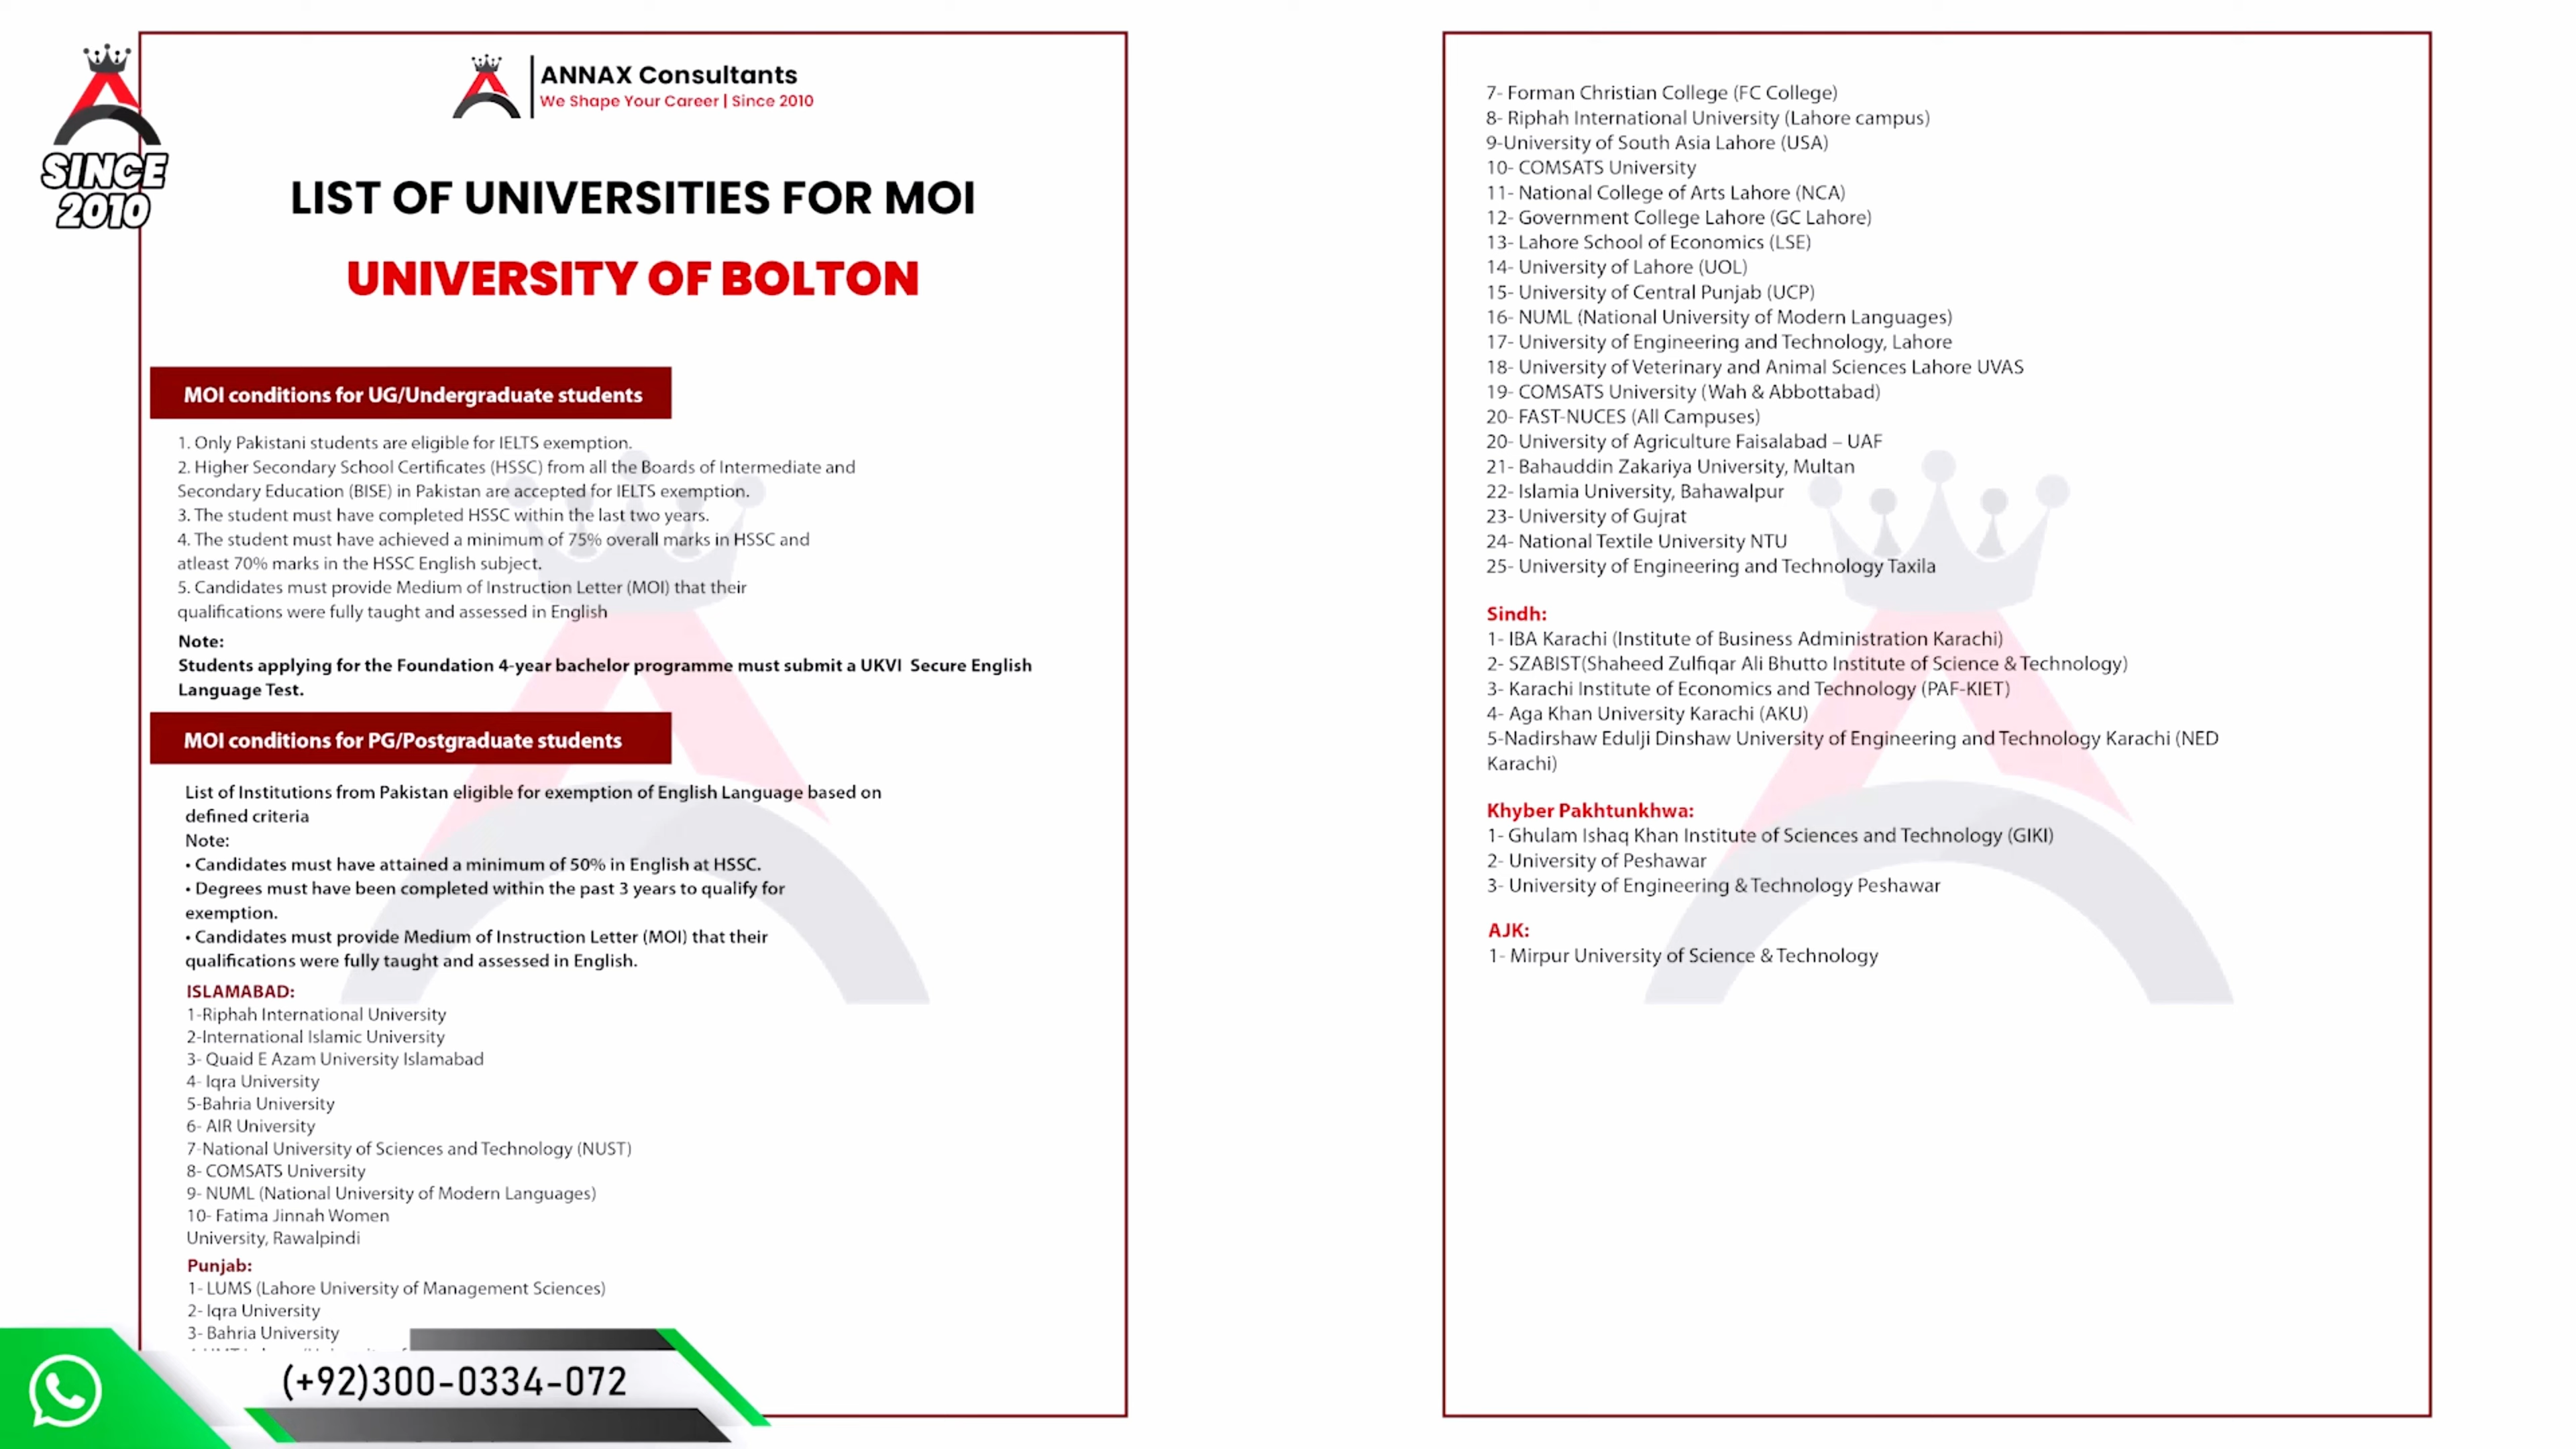 SINCE
2010
ANNAX Consultants
We Shape Your Career | Since 2010
LIST OF UNIVERSITIES FOR MOI
UNIVERSITY OF BOLTON
MOI conditions for UG/Undergraduate students
1. Only Pakistani students are eligible for IELTS exemption.
2. Higher Secondary School Certificates (HSSC) from all the Boards of Intermediate and
Secondary Education (BISE) in Pakistan are accepted for IELTS exemption.
3. The student must have completed HSSC within the last two years.
4. The student must have achieved a minimum of 75% overall marks in HSSC and
atleast 70% marks in the HSSC English subject.
5. Candidates must provide Medium of Instruction Letter (MOI) that their
qualifications were fully taught and assessed in English
Note:
Students applying for the Foundation 4-year bachelor programme must submit a UKVI Secure English
Language Test.
MOI conditions for PG/Postgraduate students
List of Institutions from Pakistan eligible for exemption of English Language based on
defined criteria
Note:
• Candidates must have attained a minimum of 50% in English at HSSC.
• Degrees must have been completed within the past 3 years to qualify for
exemption.
• Candidates must provide Medium of Instruction Letter (MOI) that their
qualifications were fully taught and assessed in English.
ISLAMABAD:
1-Riphah International University
2-International Islamic University
3- Quaid E Azam University Islamabad
4- Iqra University
5-Bahria University
6- AIR University
7-National University of Sciences and Technology (NUST)
8- COMSATS University
9- NUML (National University of Modern Languages)
10- Fatima Jinnah Women
University, Rawalpindi
Punjab:
1- LUMS (Lahore University of Management Sciences)
2- Iqra University
3- Bahria University
(+92)300-0334-072
7- Forman Christian College (FC College)
8- Riphah International University (Lahore campus)
9-University of South Asia Lahore (USA)
10- COMSATS University
11- National College of Arts Lahore (NCA)
12- Government College Lahore (GC Lahore)
13- Lahore School of Economics (LSE)
14- University of Lahore (UOL)
15- University of Central Punjab (UCP)
16- NUML (National University of Modern Languages)
17- University of Engineering and Technology, Lahore
18- University of Veterinary and Animal Sciences Lahore UVAS
19- COMSATS University (Wah & Abbottabad)
20- FAST-NUCES (All Campuses)
20- University of Agriculture Faisalabad – UAF
21- Bahauddin Zakariya University, Multan
22- Islamia University, Bahawalpur
23- University of Gujrat
24- National Textile University NTU
25- University of Engineering and Technology Taxila
Sindh:
1- IBA Karachi (Institute of Business Administration Karachi)
2- SZABIST(Shaheed Zulfiqar Ali Bhutto Institute of Science & Technology)
3- Karachi Institute of Economics and Technology (PAF-KIET)
4- Aga Khan University Karachi (AKU)
5-Nadirshaw Edulji Dinshaw University of Engineering and Technology Karachi (NED
Karachi)
Khyber Pakhtunkhwa:
1- Ghulam Ishaq Khan Institute of Sciences and Technology (GIKI)
2- University of Peshawar
3- University of Engineering & Technology Peshawar
AJK:
1- Mirpur University of Science & Technology